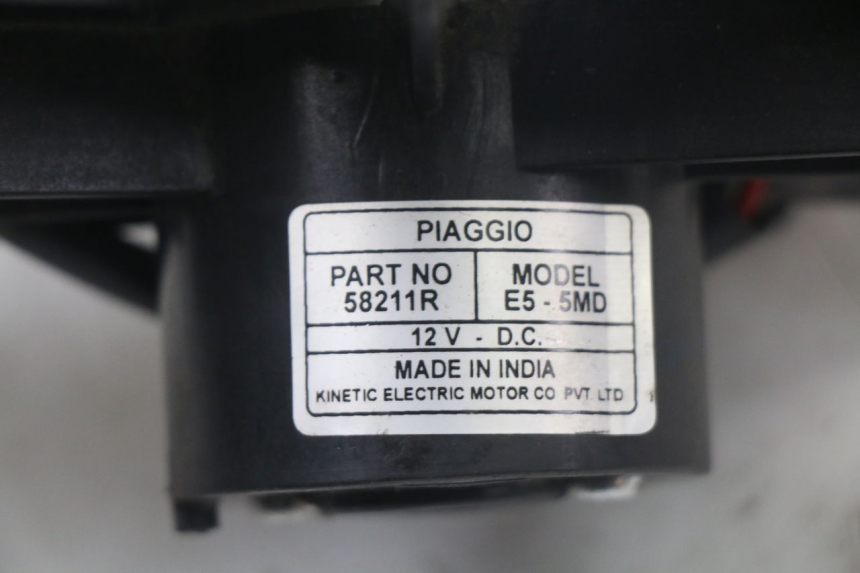 PIAGGIO
PART NO MODEL
58211R E5 - 5MD
12 V - D.C.
MADE IN INDIA
KINETIC ELECTRIC MOTOR CO PVT. LTD